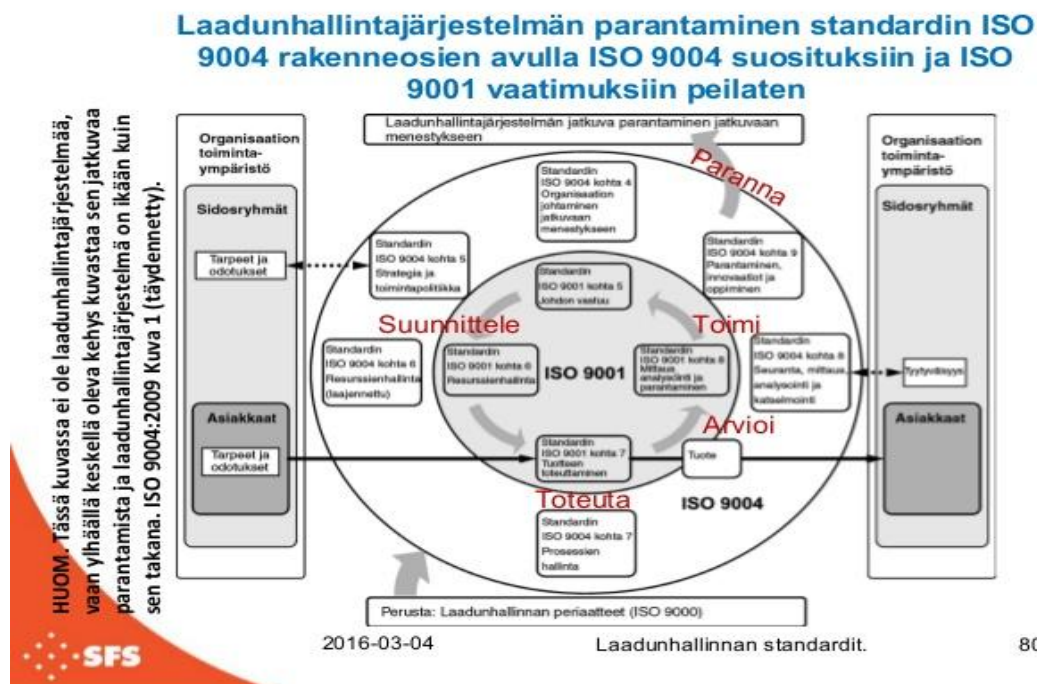 Laadunhallintajärjestelmän parantaminen standardin ISO
9004 rakenneosien avulla ISO 9004 suosituksiin ja ISO
9001 vaatimuksiin peilaten
HUOM. Tässä kuvassa ei ole laadunhallintajärjestelmää,
vaan ylhäällä keskellä oleva kehys kuvastaa sen jatkuvaa
parantamista ja laadunhallintajärjestelmä on ikään kuin
sen takana. ISO 9004:2009 Kuva 1 (täydennetty).
Organisaation
toiminta-
ympäristö
Sidosryhmät
Tarpeet ja
odotukset
Asiakkaat
Tarpeet ja
odotukset
Laadunhallintajärjestelmän jatkuva parantaminen jatkuvaan
menestykseen
Paranna
Standardin
ISO 9004 kohta 4
Organisaation
johtaminen
jatkuvaan
menestykseen
Standardin
ISO 9004 kohta 5
Strategia ja
toimintapolitiikka
Standardin
ISO 9004 kohta 9
Parantaminen,
innovaatiot ja
oppiminen
Standardin
ISO 9001 kohta 5
Johdon vastuu
Suunnittele
Toimi
Standardin
ISO 9004 kohta 6
Resurssienhallinta
(laajennettu)
Standardin
ISO 9001 kohta 6
Resurssienhallinta
ISO 9001
Standardin
ISO 9001 kohta 8
Mittaus,
analysointi ja
parantaminen
Standardin
ISO 9004 kohta 8
Seuranta, mittaus,
analysointi ja
katselmointi
Arvioi
Standardin
ISO 9001 kohta 7
Tuotteen
toteuttaminen
Tuote
Toteuta
ISO 9004
Standardin
ISO 9004 kohta 7
Prosessien
hallinta
Perusta: Laadunhallinnan periaatteet (ISO 9000)
Organisaation
toiminta-
ympäristö
Sidosryhmät
Tyytyväisyys
Asiakkaat
SFS
2016-03-04
Laadunhallinnan standardit.
80